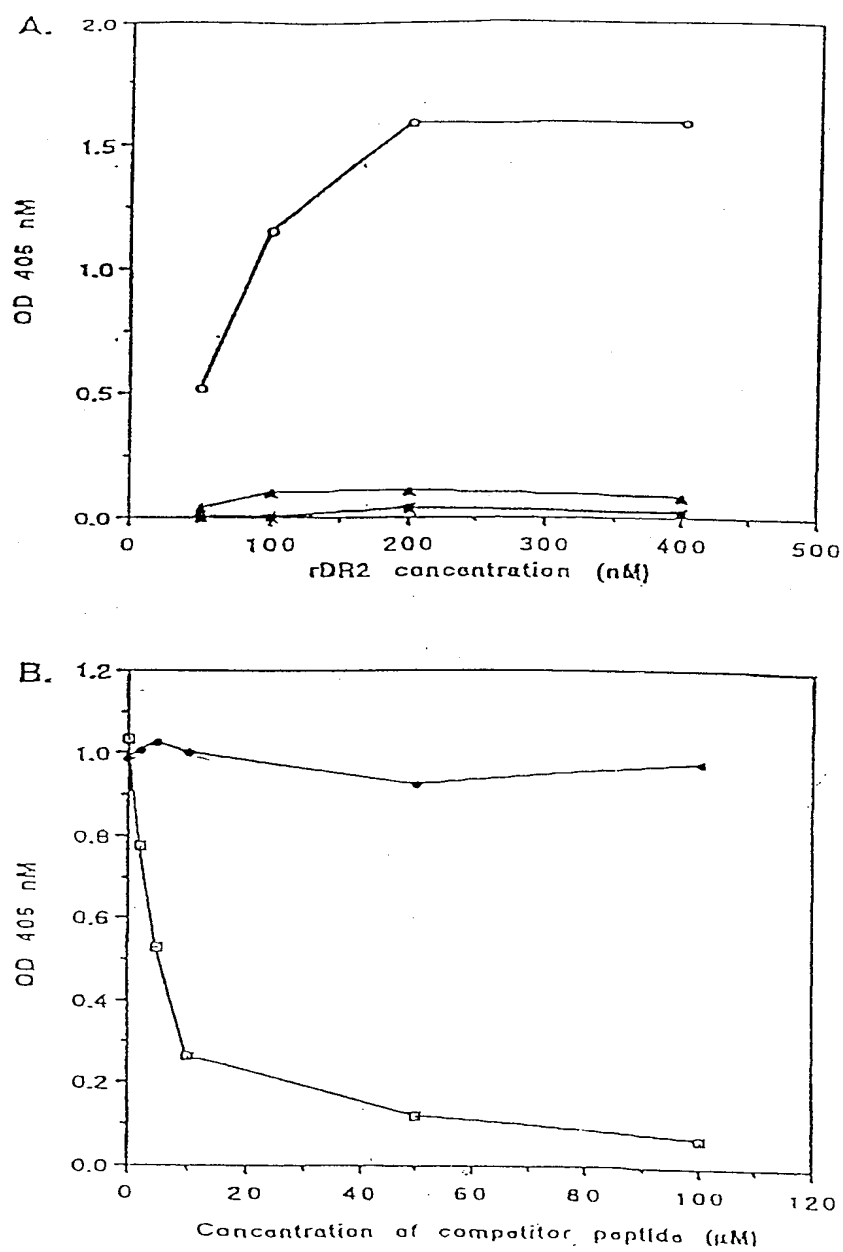 A.
2.0
1.5
1.0
0.5
0.0
OD 405 nM
0 100 200 300 400 500
rDR2 concentration (nM)
B.
1.2
1.0
0.8
0.6
0.4
0.2
0.0
OD 405 nM
0 20 40 60 80 100 120
Concentration of competitor peptide (μM)